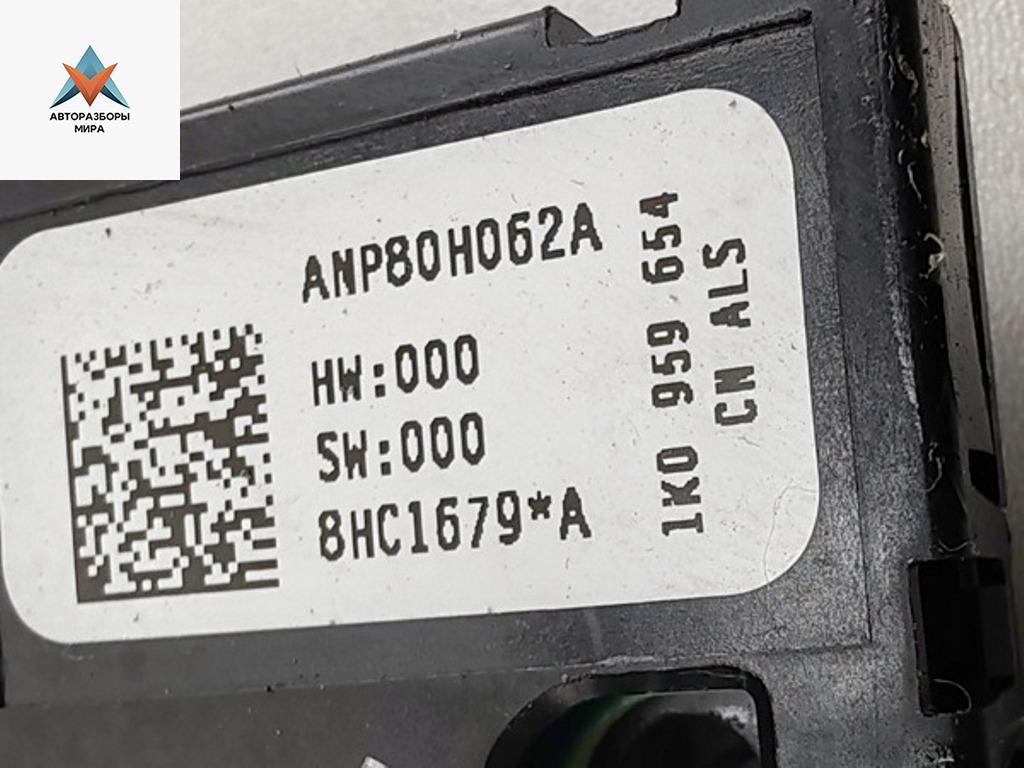 АВТОРАЗБОРЫ
МИРА
ANP80H062A
HW:000
SW:000
8HC1679*A
1K0 959 654
CN ALS